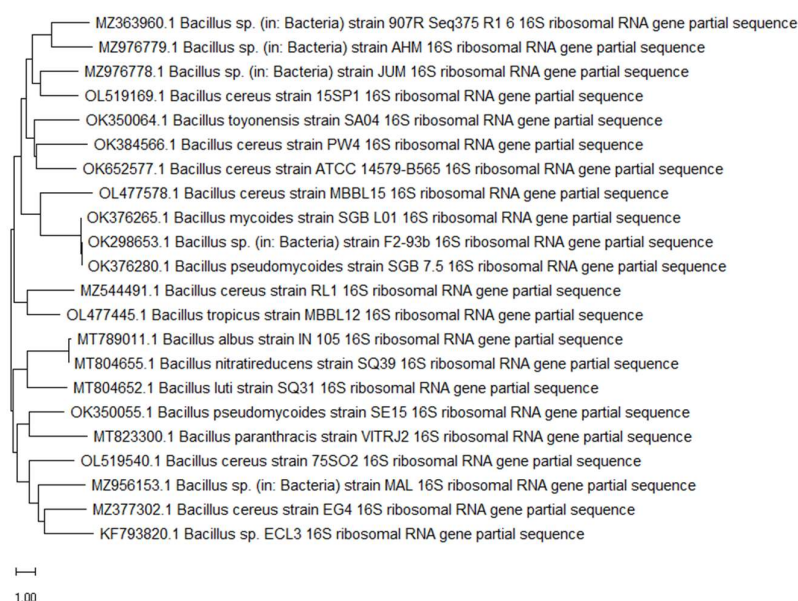 MZ363960.1 Bacillus sp. (in: Bacteria) strain 907R Seq375 R1 6 16S ribosomal RNA gene partial sequence
MZ976779.1 Bacillus sp. (in: Bacteria) strain AHM 16S ribosomal RNA gene partial sequence
MZ976778.1 Bacillus sp. (in: Bacteria) strain JUM 16S ribosomal RNA gene partial sequence
OL519169.1 Bacillus cereus strain 15SP1 16S ribosomal RNA gene partial sequence
OK350064.1 Bacillus toyonensis strain SA04 16S ribosomal RNA gene partial sequence
OK384566.1 Bacillus cereus strain PW4 16S ribosomal RNA gene partial sequence
OK652577.1 Bacillus cereus strain ATCC 14579-B565 16S ribosomal RNA gene partial sequence
OL477578.1 Bacillus cereus strain MBBL15 16S ribosomal RNA gene partial sequence
OK376265.1 Bacillus mycoides strain SGB L01 16S ribosomal RNA gene partial sequence
OK298653.1 Bacillus sp. (in: Bacteria) strain F2-93b 16S ribosomal RNA gene partial sequence
OK376280.1 Bacillus pseudomycoides strain SGB 7.5 16S ribosomal RNA gene partial sequence
MZ544491.1 Bacillus cereus strain RL1 16S ribosomal RNA gene partial sequence
OL477445.1 Bacillus tropicus strain MBBL12 16S ribosomal RNA gene partial sequence
MT789011.1 Bacillus albus strain IN 105 16S ribosomal RNA gene partial sequence
MT804655.1 Bacillus nitratireducens strain SQ39 16S ribosomal RNA gene partial sequence
MT804652.1 Bacillus luti strain SQ31 16S ribosomal RNA gene partial sequence
OK350055.1 Bacillus pseudomycoides strain SE15 16S ribosomal RNA gene partial sequence
MT823300.1 Bacillus paranthracis strain VITRJ2 16S ribosomal RNA gene partial sequence
OL519540.1 Bacillus cereus strain 75SO2 16S ribosomal RNA gene partial sequence
MZ956153.1 Bacillus sp. (in: Bacteria) strain MAL 16S ribosomal RNA gene partial sequence
MZ377302.1 Bacillus cereus strain EG4 16S ribosomal RNA gene partial sequence
KF793820.1 Bacillus sp. ECL3 16S ribosomal RNA gene partial sequence
1.00